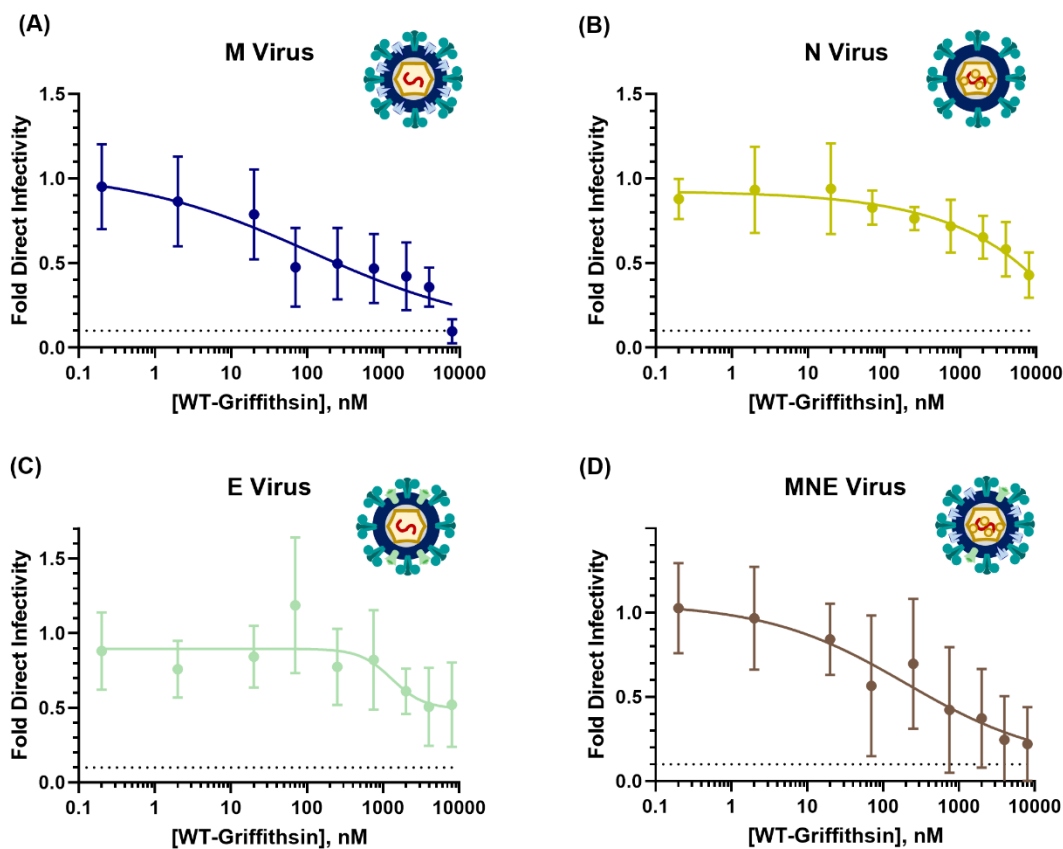 (A)
M Virus
Fold Direct Infectivity
1.5
1.0
0.5
0.0
0.1
1
10
100
1000
10000
[WT-Griffithsin], nM
(B)
N Virus
Fold Direct Infectivity
1.5
1.0
0.5
0.0
0.1
1
10
100
1000
10000
[WT-Griffithsin], nM
(C)
E Virus
Fold Direct Infectivity
1.5
1.0
0.5
0.0
0.1
1
10
100
1000
10000
[WT-Griffithsin], nM
(D)
MNE Virus
Fold Direct Infectivity
1.0
0.5
0.0
0.1
1
10
100
1000
10000
[WT-Griffithsin], nM